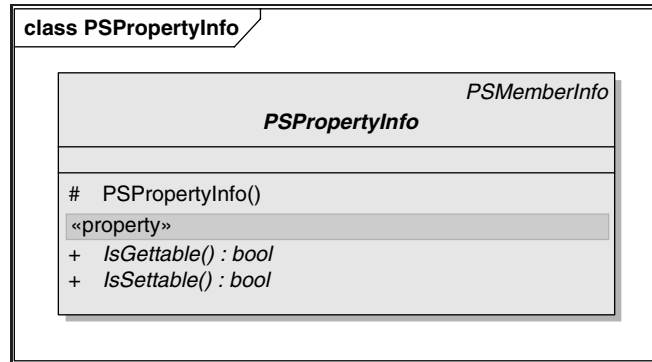 class PSPropertyInfo
PSMemberInfo
PSPropertyInfo
# PSPropertyInfo()
«property»
+ IsGettable() : bool
+ IsSettable() : bool